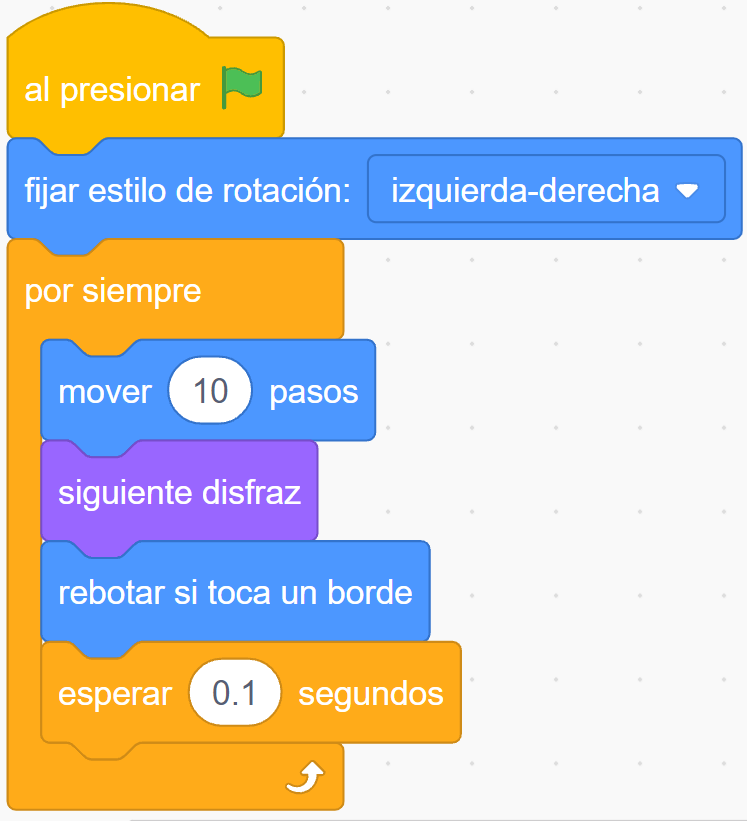 al presionar
fijar estilo de rotación: izquierda-derecha
por siempre
mover 10 pasos
siguiente disfraz
rebotar si toca un borde
esperar 0.1 segundos